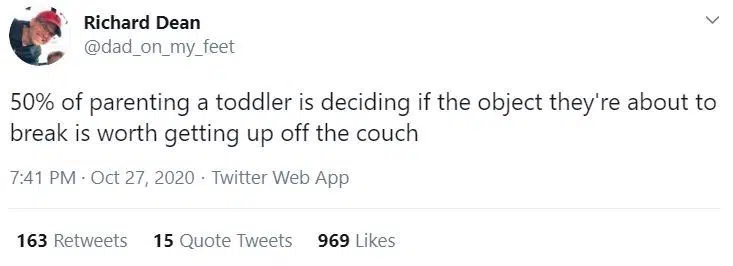 Richard Dean
@dad_on_my_feet
50% of parenting a toddler is deciding if the object they're about to
break is worth getting up off the couch
7:41 PM · Oct 27, 2020 · Twitter Web App
163 Retweets 15 Quote Tweets 969 Likes